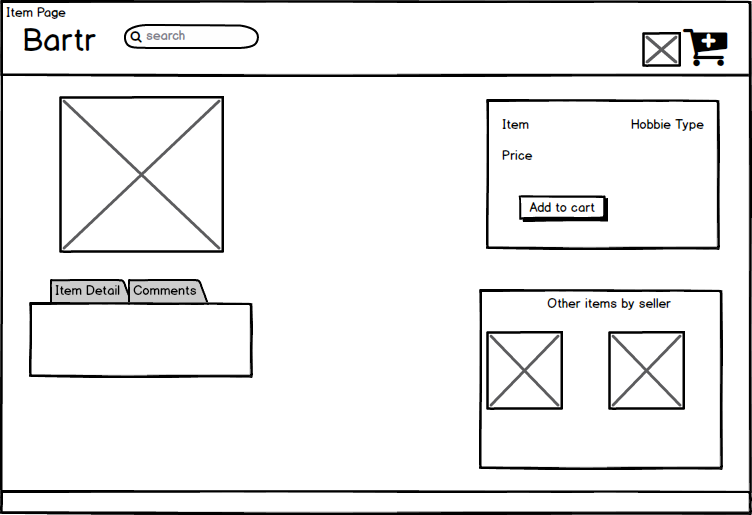 Item Page
Bartr
search
Item
Hobbie Type
Price
Add to cart
Item Detail
Comments
Other items by seller